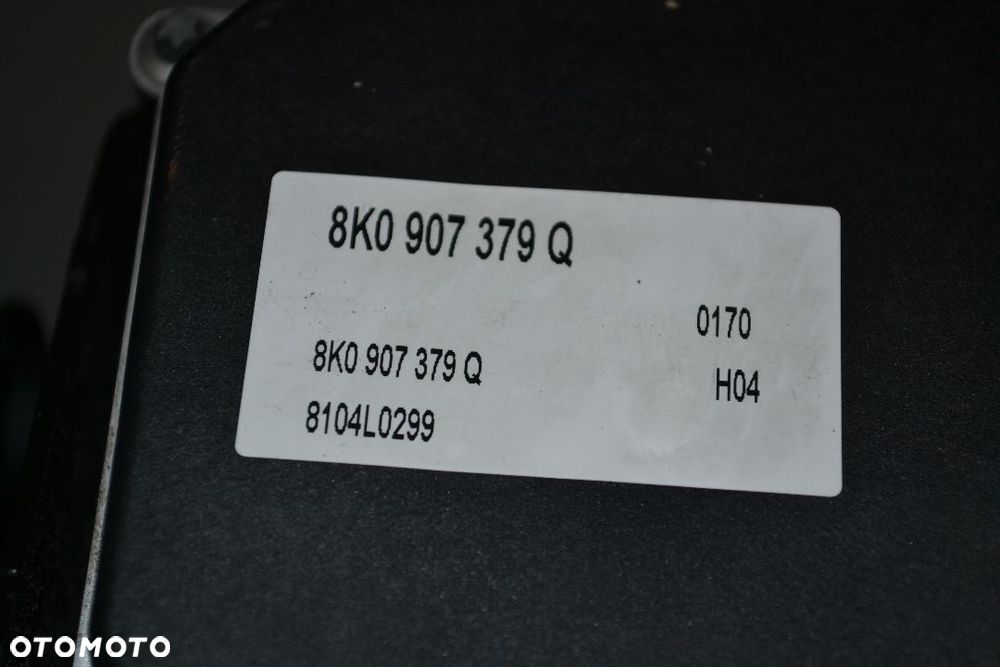 8K0 907 379 Q
0170
8K0 907 379 Q
H04
8104L0299
OTOMOTO